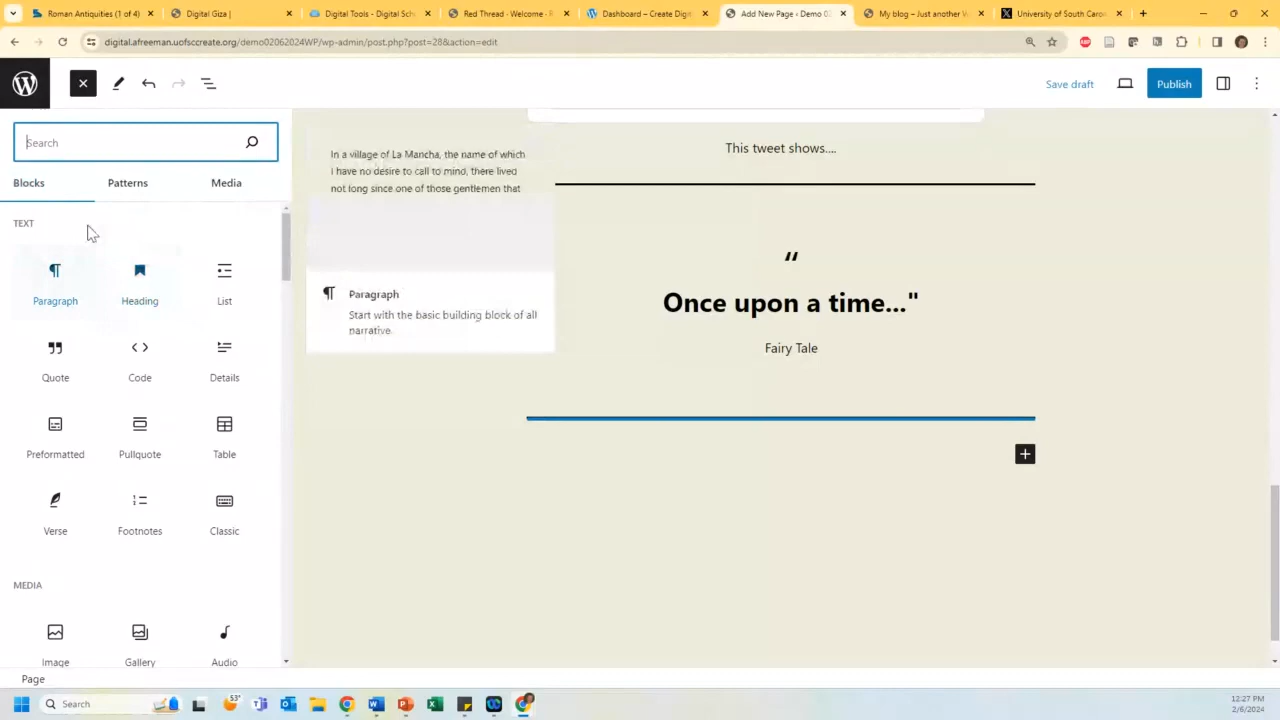 Roman Antiquities (1 of 4)
Digital Giza |
Digital Tools - Digital Sch
Red Thread - Welcome - R
Dashboard – Create Digi
Add New Page ‹ Demo 02
My blog – Just another W
University of South Caro
digital.afreeman.uofsccreate.org/demo02062024WP/wp-admin/post.php?post=28&action=edit
Save draft
Publish
Search
Blocks
Patterns
Media
TEXT
Paragraph
Heading
List
Quote
Code
Details
Preformatted
Pullquote
Table
Verse
Footnotes
Classic
MEDIA
Image
Gallery
Audio
In a village of La Mancha, the name of which
I have no desire to call to mind, there lived
not long since one of those gentlemen that
Paragraph
Start with the basic building block of all
narrative.
This tweet shows....
“
Once upon a time..."
Fairy Tale
Page
Search
53°
12:27 PM
2/6/2024